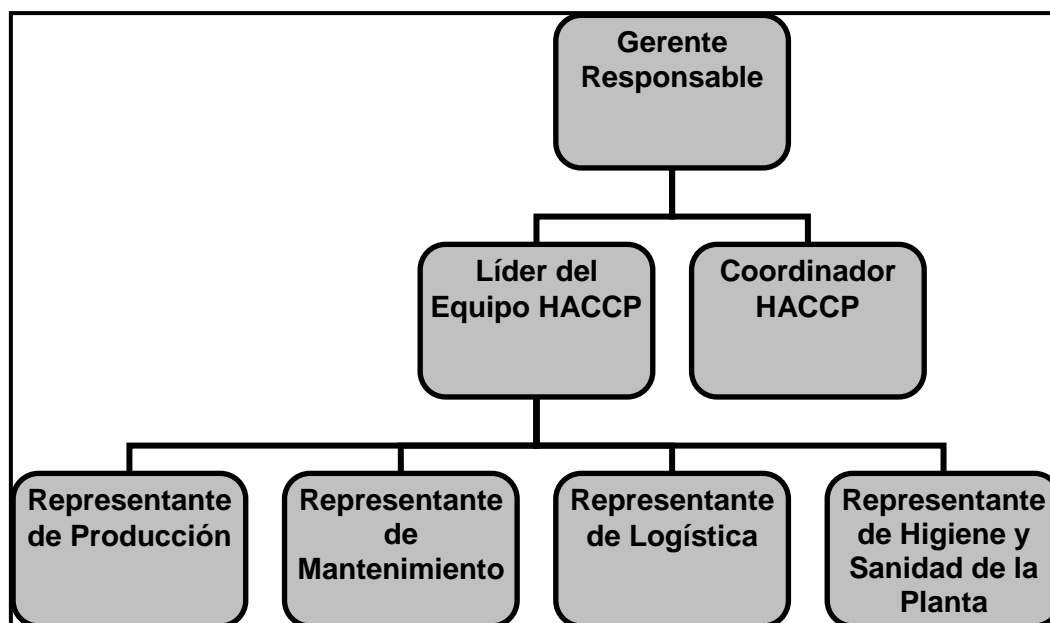 Gerente
Responsable
Líder del
Equipo HACCP
Coordinador
HACCP
Representante
de Producción
Representante
de
Mantenimiento
Representante
de Logística
Representante
de Higiene y
Sanidad de la
Planta